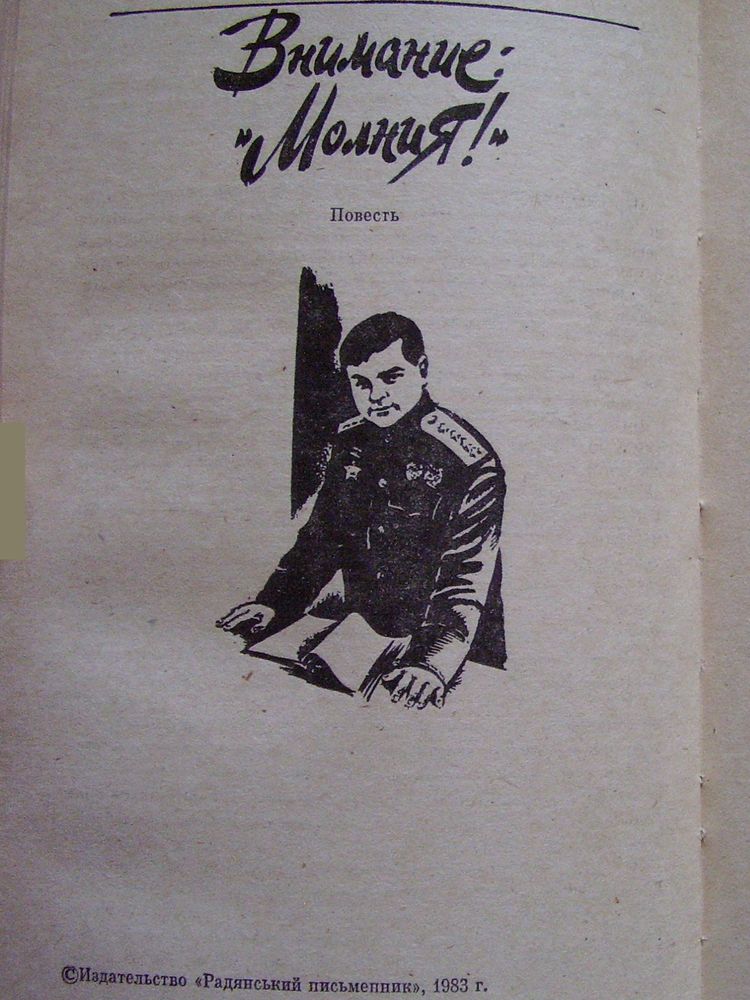 Внимание:
„Молния!"
Повесть
©Издательство «Радянський письменник», 1983 г.